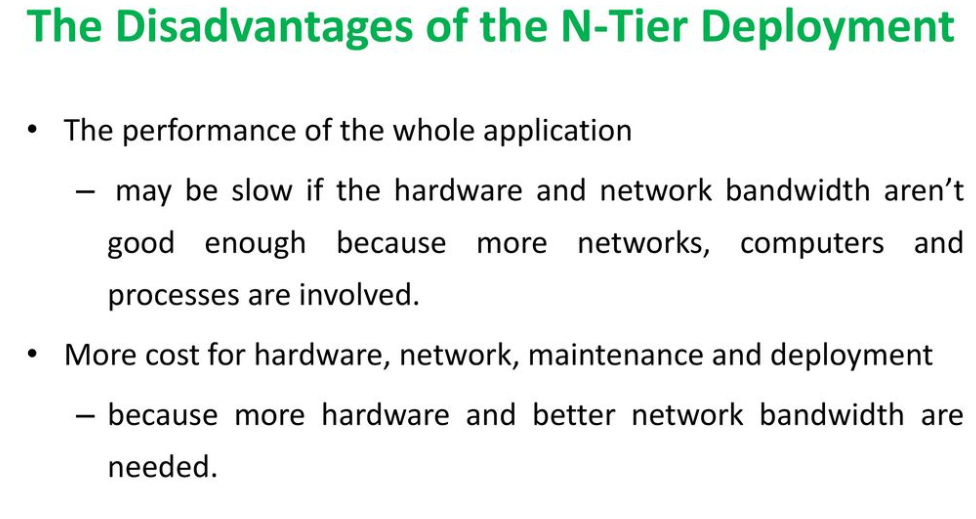 The Disadvantages of the N-Tier Deployment
• The performance of the whole application
– may be slow if the hardware and network bandwidth aren’t
good enough because more networks, computers and
processes are involved.
• More cost for hardware, network, maintenance and deployment
– because more hardware and better network bandwidth are
needed.